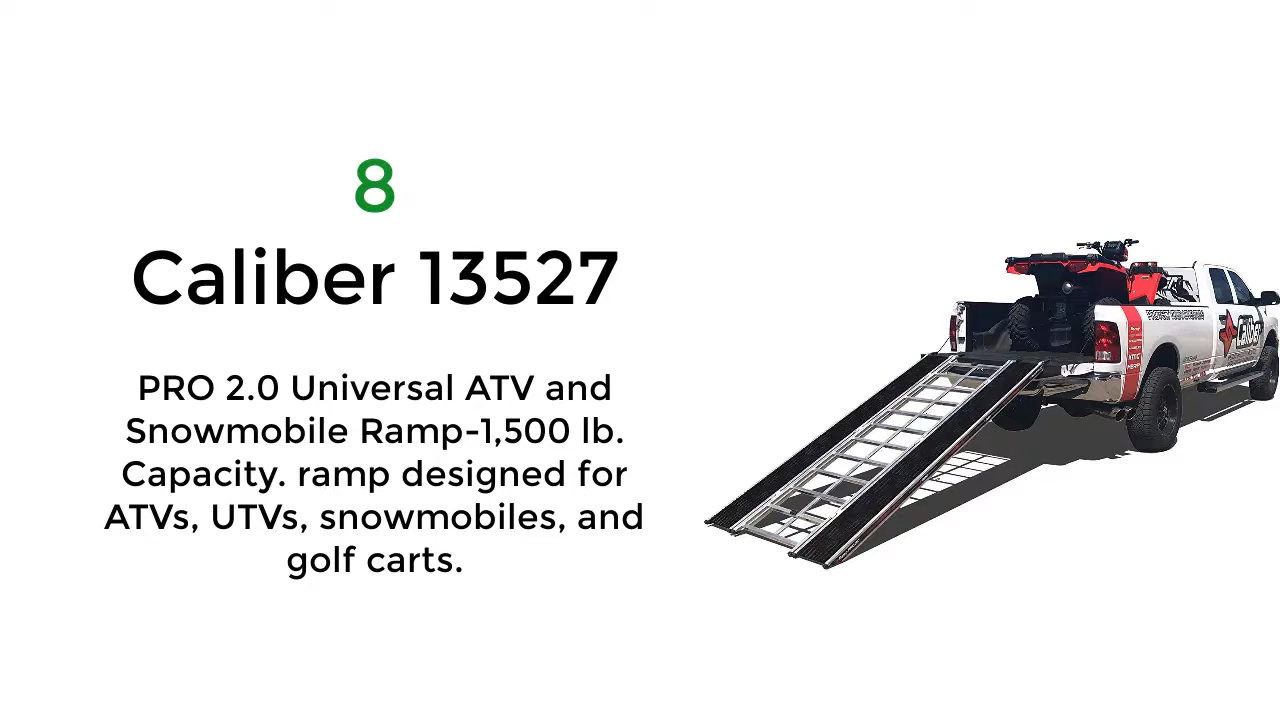 8
Caliber 13527
PRO 2.0 Universal ATV and
Snowmobile Ramp-1,500 lb.
Capacity. ramp designed for
ATVs, UTVs, snowmobiles, and
golf carts.
Caliber